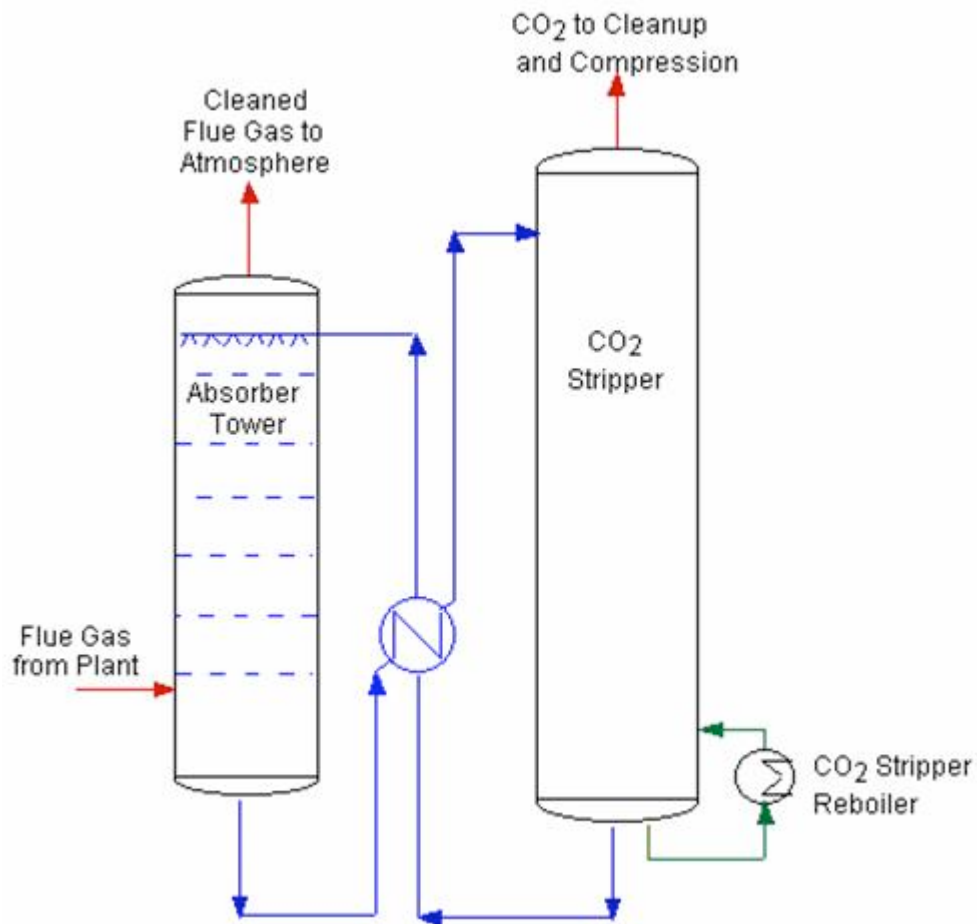 CO2 to Cleanup
and Compression
Cleaned
Flue Gas to
Atmosphere
CO2
Stripper
Absorber
Tower
Flue Gas
from Plant
CO2 Stripper
Reboiler